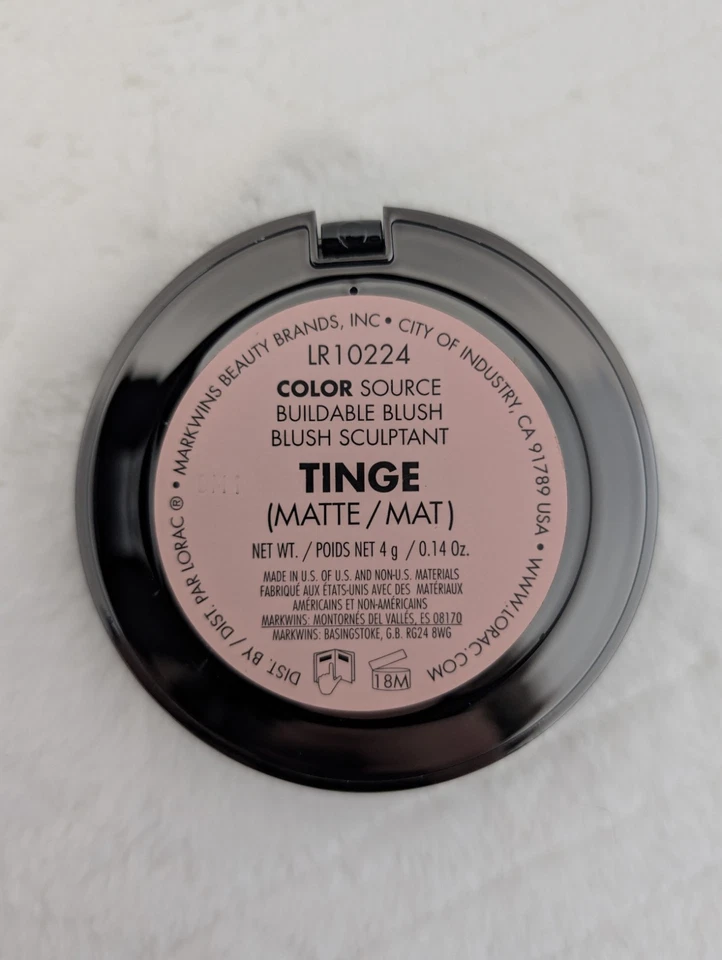 DIST. BY / DIST. PAR LORAC ® • MARKWINS BEAUTY BRANDS, INC • CITY OF INDUSTRY, CA 91789 USA • WWW.LORAC.COM
LR10224
COLOR SOURCE
BUILDABLE BLUSH
BLUSH SCULPTANT
TINGE
(MATTE / MAT)
NET WT. / POIDS NET 4 g / 0.14 Oz.
MADE IN U.S. OF U.S. AND NON-U.S. MATERIALS
FABRIQUÉ AUX ÉTATS-UNIS AVEC DES MATÉRIAUX
AMÉRICAINS ET NON-AMÉRICAINS
MARKWINS: MONTORNÉS DEL VALLÉS, ES 08170
MARKWINS: BASINGSTOKE, G.B. RG24 8WG
18M